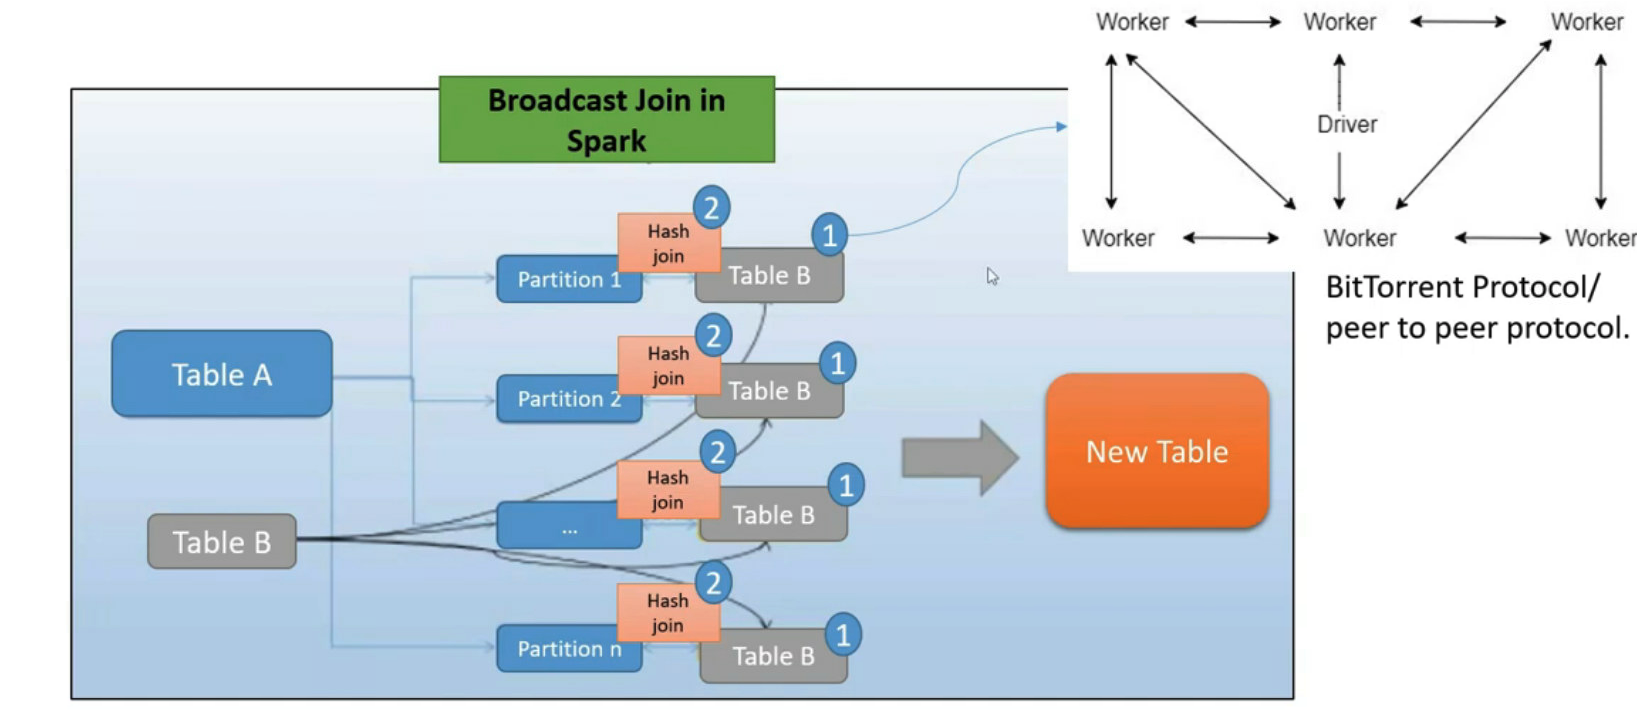 Worker Worker Worker
Driver
Worker Worker Worker
BitTorrent Protocol/
peer to peer protocol.
Broadcast Join in
Spark
2
Hash
join
1
Partition 1
Table B
2
Hash
join
1
Partition 2
Table B
Table A
2
Hash
join
1
...
Table B
Table B
2
Hash
join
1
Partition n
Table B
New Table